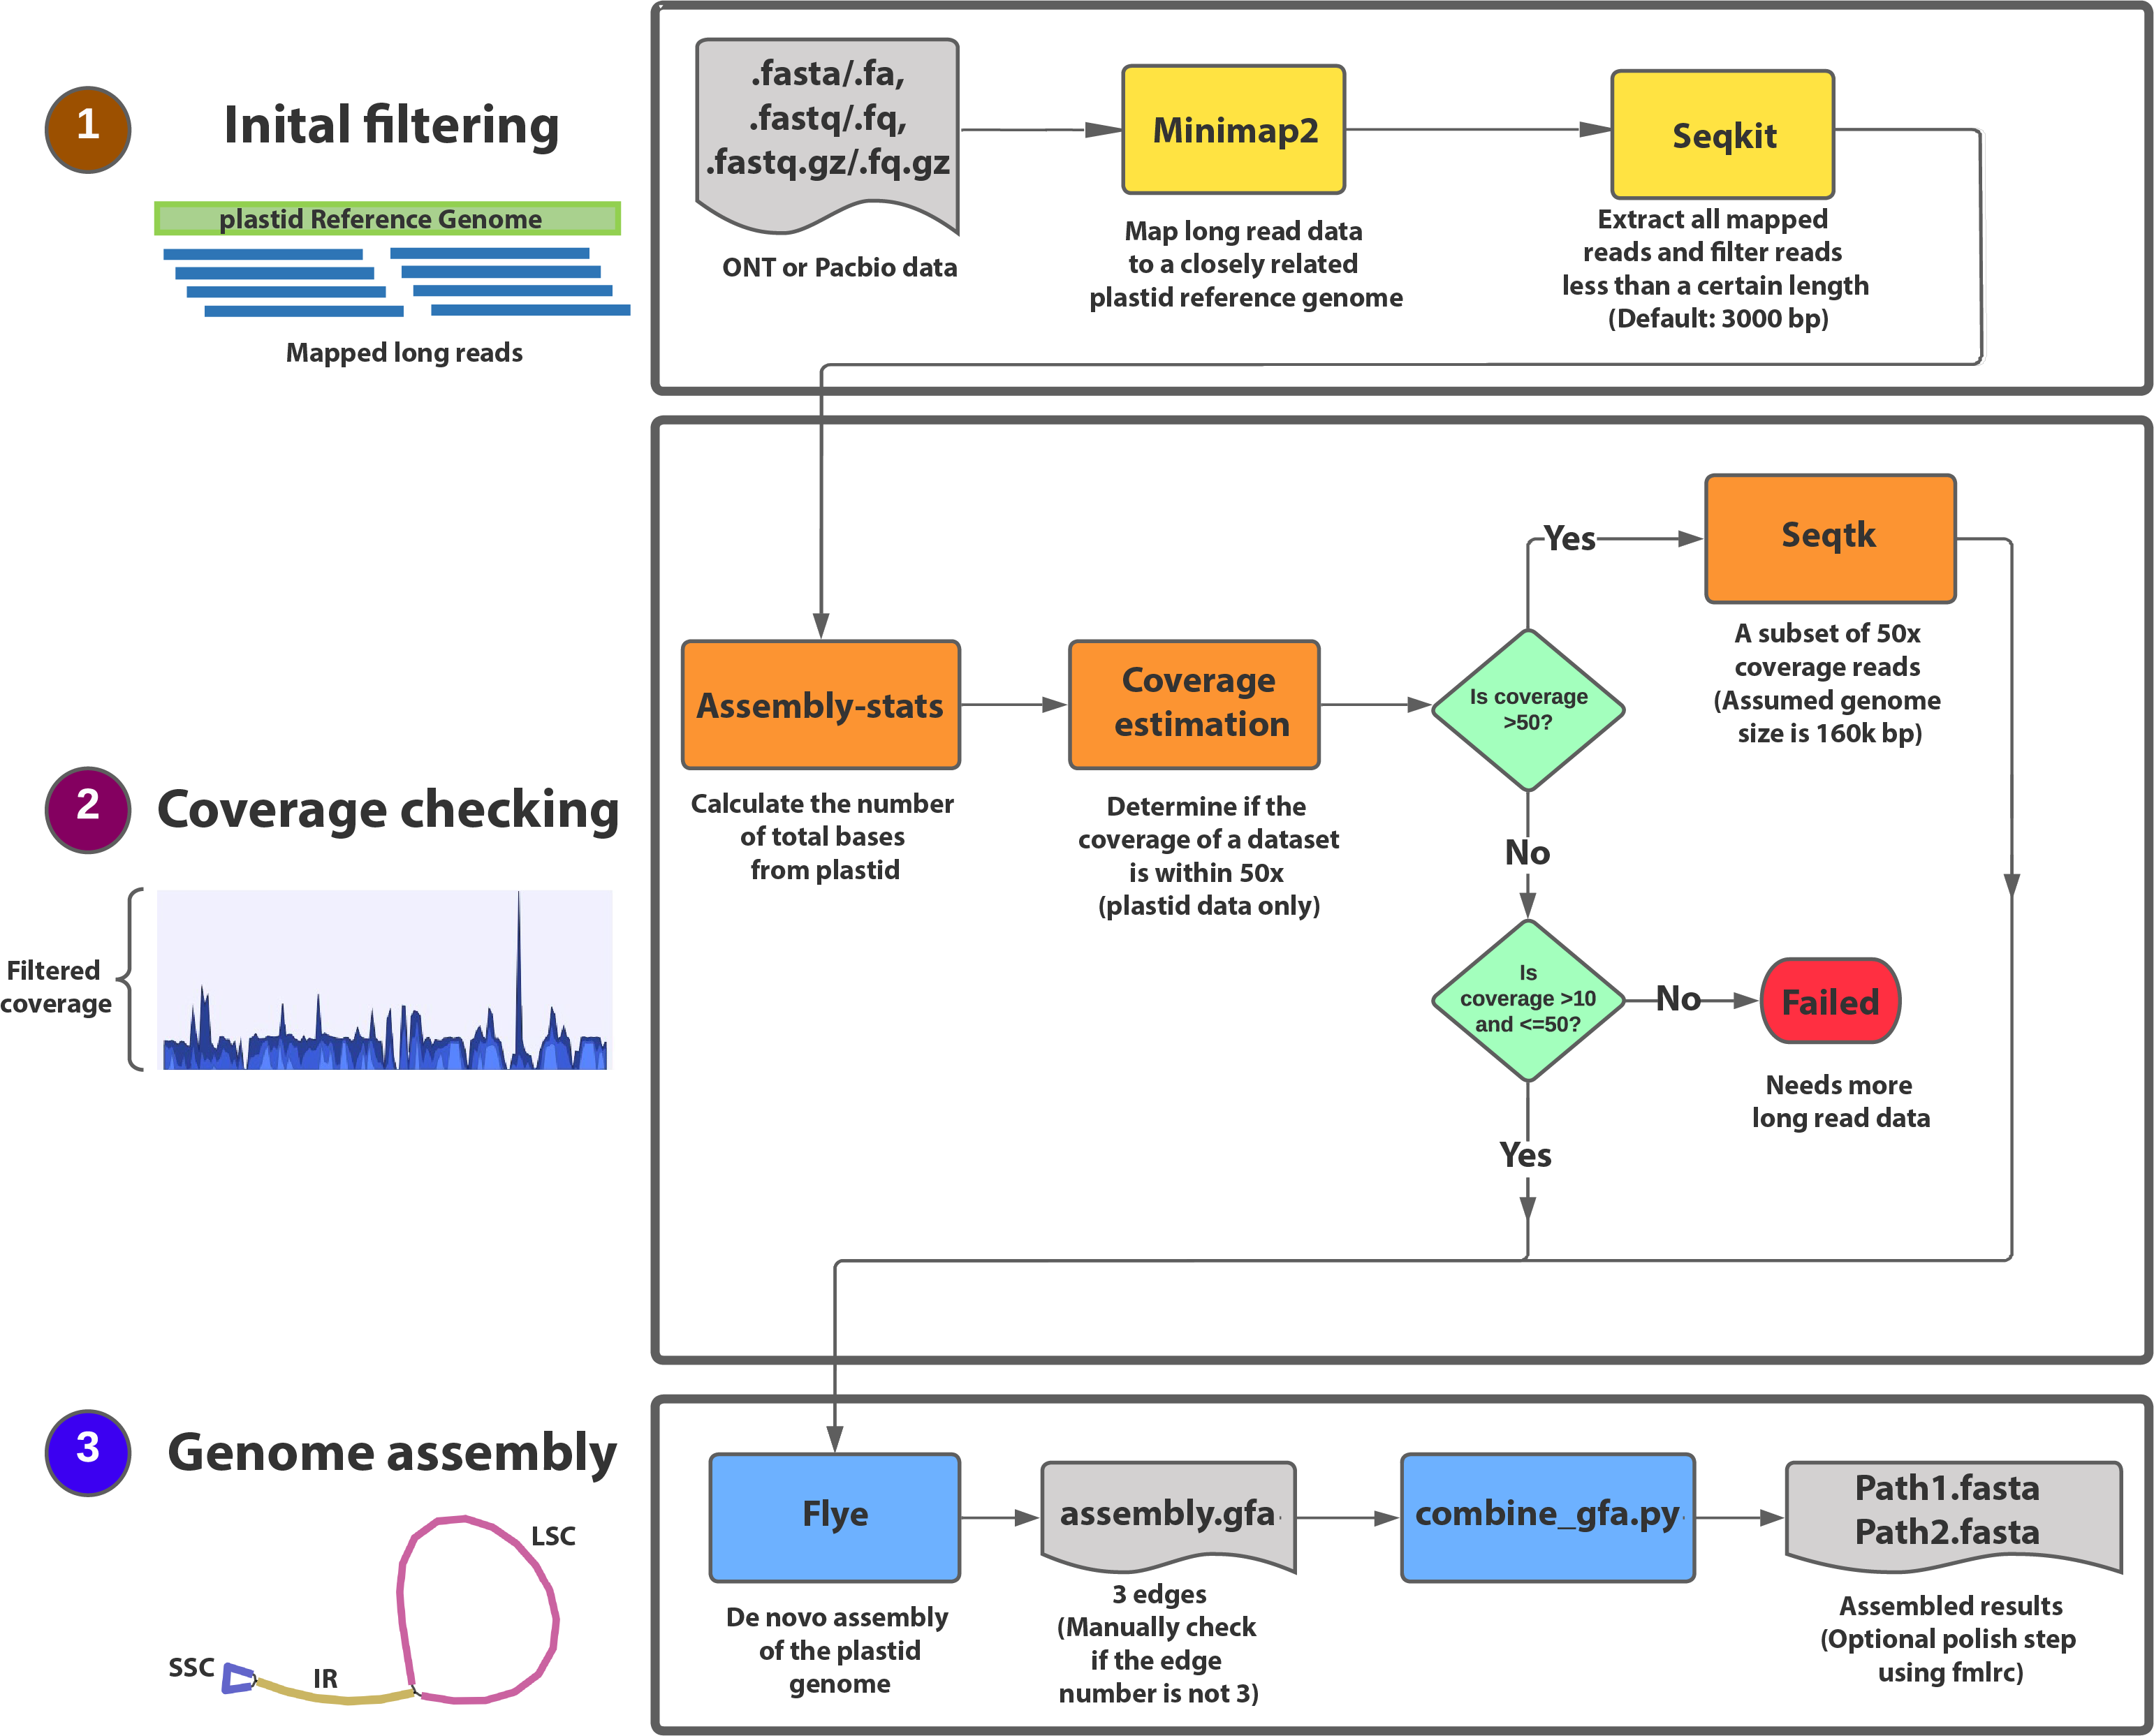 1
Inital filtering
plastid Reference Genome
Mapped long reads
.fasta/.fa,
.fastq/.fq,
.fastq.gz/.fq.gz
ONT or Pacbio data
Minimap2
Map long read data
to a closely related
plastid reference genome
Seqkit
Extract all mapped
reads and filter reads
less than a certain length
(Default: 3000 bp)
2
Coverage checking
Filtered
coverage
Assembly-stats
Calculate the number
of total bases
from plastid
Coverage
estimation
Determine if the
coverage of a dataset
is within 50x
(plastid data only)
Is coverage
>50?
Yes
Seqtk
A subset of 50x
coverage reads
(Assumed genome
size is 160k bp)
No
Is
coverage >10
and <=50?
No
Failed
Needs more
long read data
Yes
3
Genome assembly
LSC
SSC
IR
Flye
De novo assembly
of the plastid
genome
assembly.gfa
3 edges
(Manually check
if the edge
number is not 3)
combine_gfa.py
Path1.fasta
Path2.fasta
Assembled results
(Optional polish step
using fmlrc)